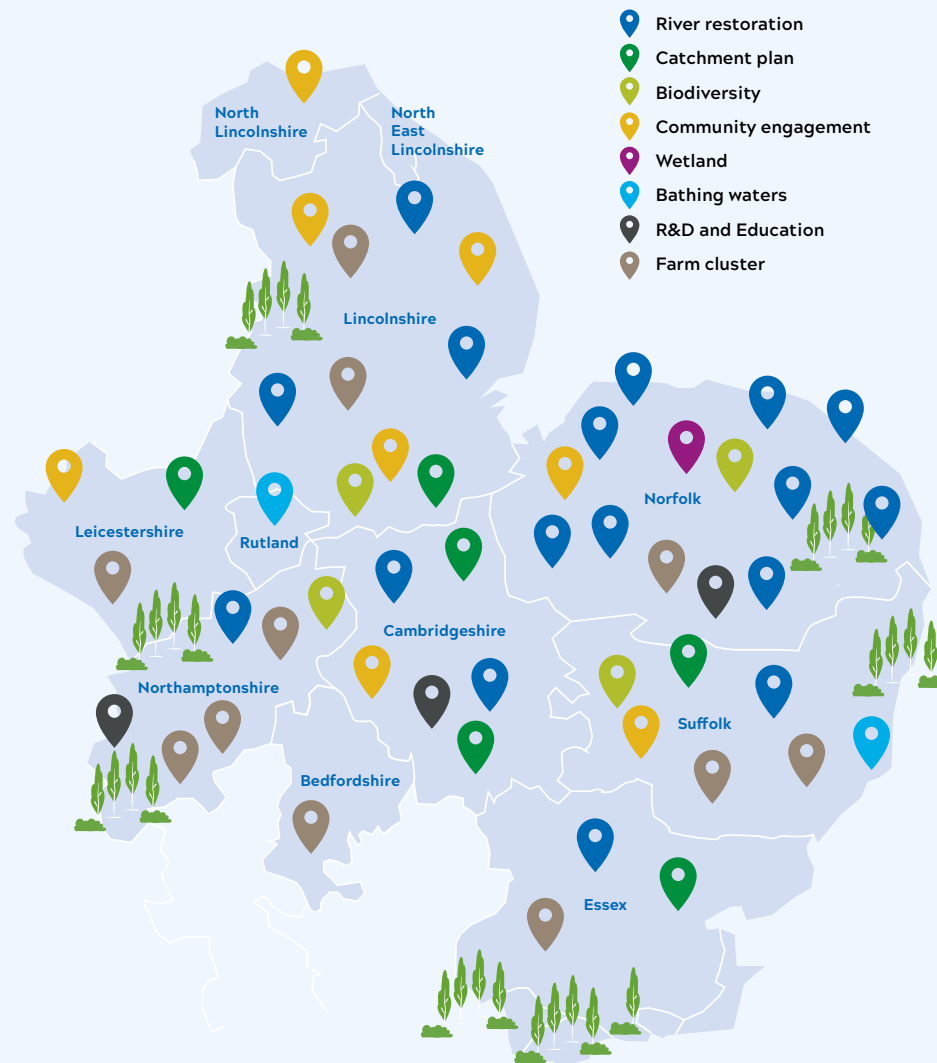 River restoration
Catchment plan
Biodiversity
Community engagement
Wetland
Bathing waters
R&D and Education
Farm cluster
North
Lincolnshire
North
East
Lincolnshire
Lincolnshire
Norfolk
Leicestershire
Rutland
Cambridgeshire
Northamptonshire
Suffolk
Bedfordshire
Essex